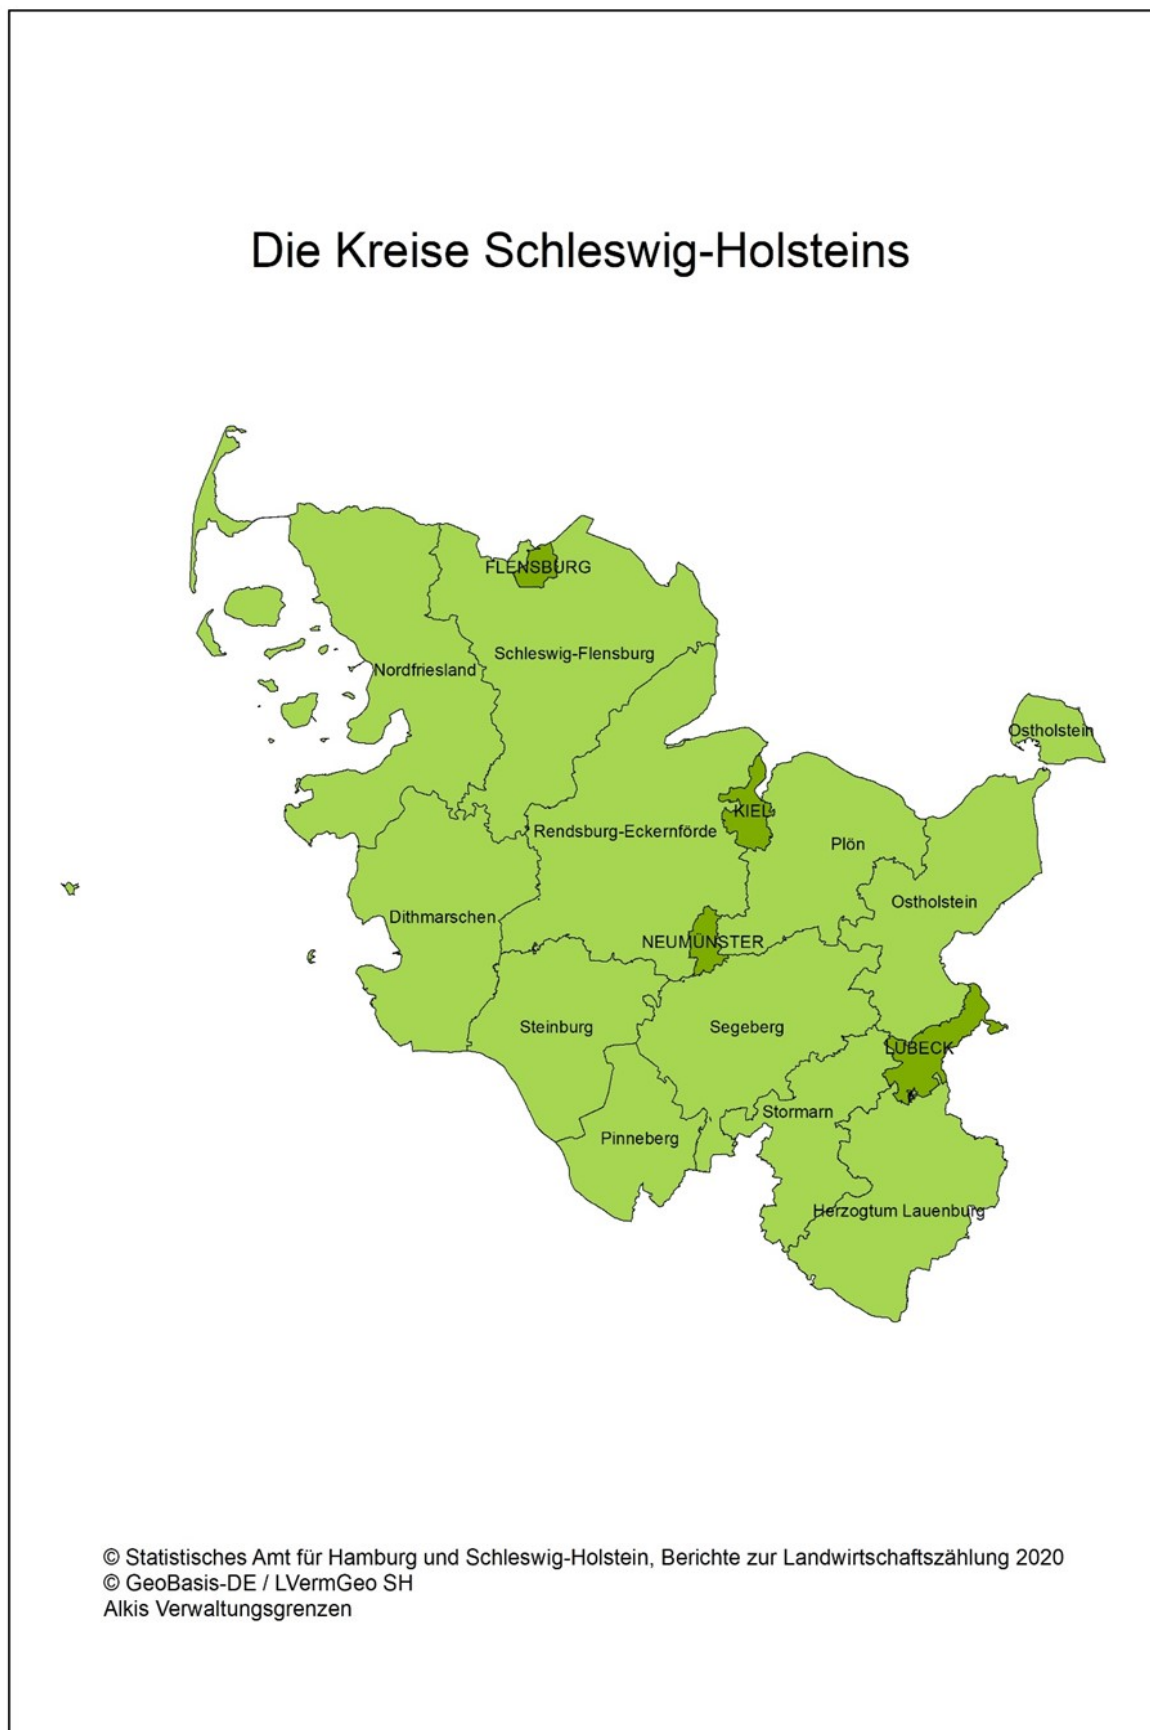 Die Kreise Schleswig-Holsteins
FLENSBURG
Schleswig-Flensburg
Nordfriesland
Ostholstein
KIEL
Rendsburg-Eckernförde
Plön
Ostholstein
Dithmarschen
NEUMÜNSTER
Steinburg
Segeberg
LÜBECK
Stormarn
Pinneberg
Herzogtum Lauenburg
© Statistisches Amt für Hamburg und Schleswig-Holstein, Berichte zur Landwirtschaftszählung 2020
© GeoBasis-DE / LVermGeo SH
Alkis Verwaltungsgrenzen